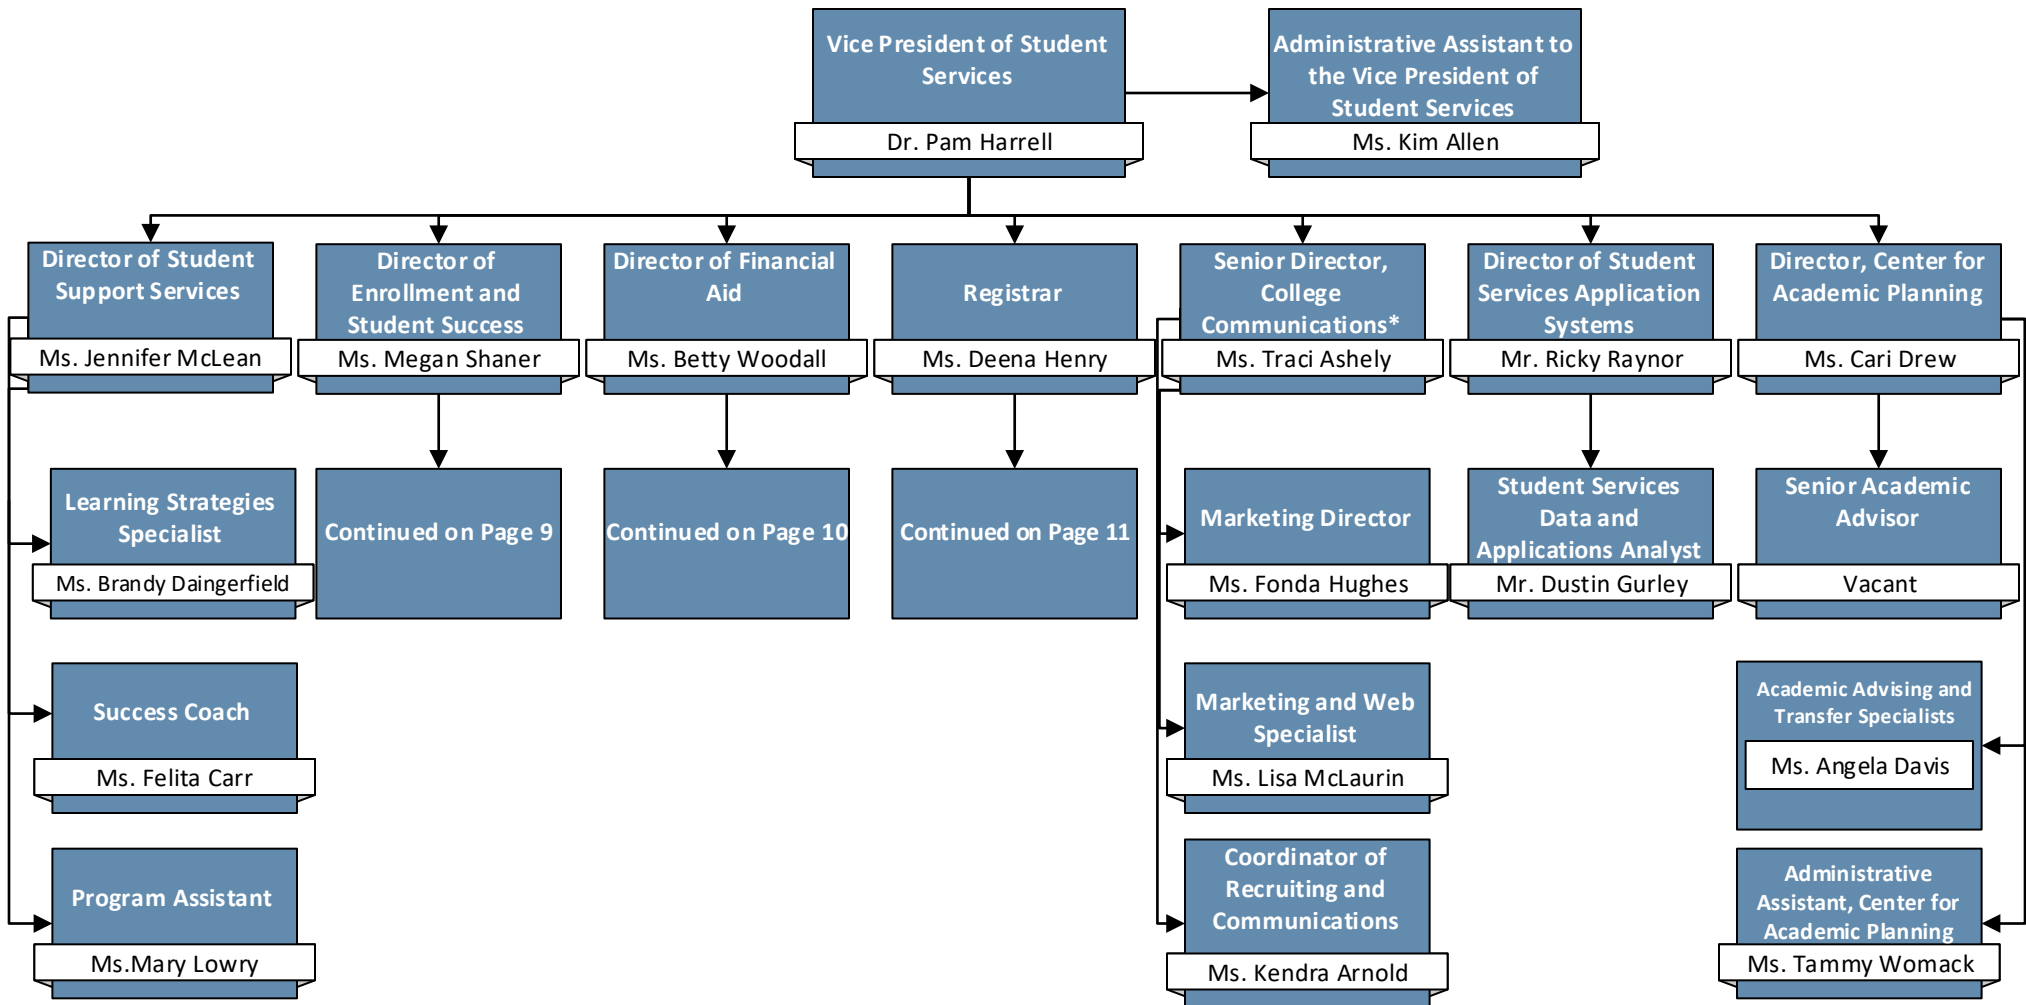 Vice President of Student
Services
Dr. Pam Harrell
Administrative Assistant to
the Vice President of
Student Services
Ms. Kim Allen
Director of Student
Support Services
Ms. Jennifer McLean
Director of
Enrollment and
Student Success
Ms. Megan Shaner
Director of Financial
Aid
Ms. Betty Woodall
Registrar
Ms. Deena Henry
Senior Director,
College
Communications*
Ms. Traci Ashely
Director of Student
Services Application
Systems
Mr. Ricky Raynor
Director, Center for
Academic Planning
Ms. Cari Drew
Learning Strategies
Specialist
Ms. Brandy Daingerfield
Continued on Page 9
Continued on Page 10
Continued on Page 11
Marketing Director
Ms. Fonda Hughes
Student Services
Data and
Applications Analyst
Mr. Dustin Gurley
Senior Academic
Advisor
Vacant
Success Coach
Ms. Felita Carr
Marketing and Web
Specialist
Ms. Lisa McLaurin
Academic Advising and
Transfer Specialists
Ms. Angela Davis
Program Assistant
Ms.Mary Lowry
Coordinator of
Recruiting and
Communications
Ms. Kendra Arnold
Administrative
Assistant, Center for
Academic Planning
Ms. Tammy Womack